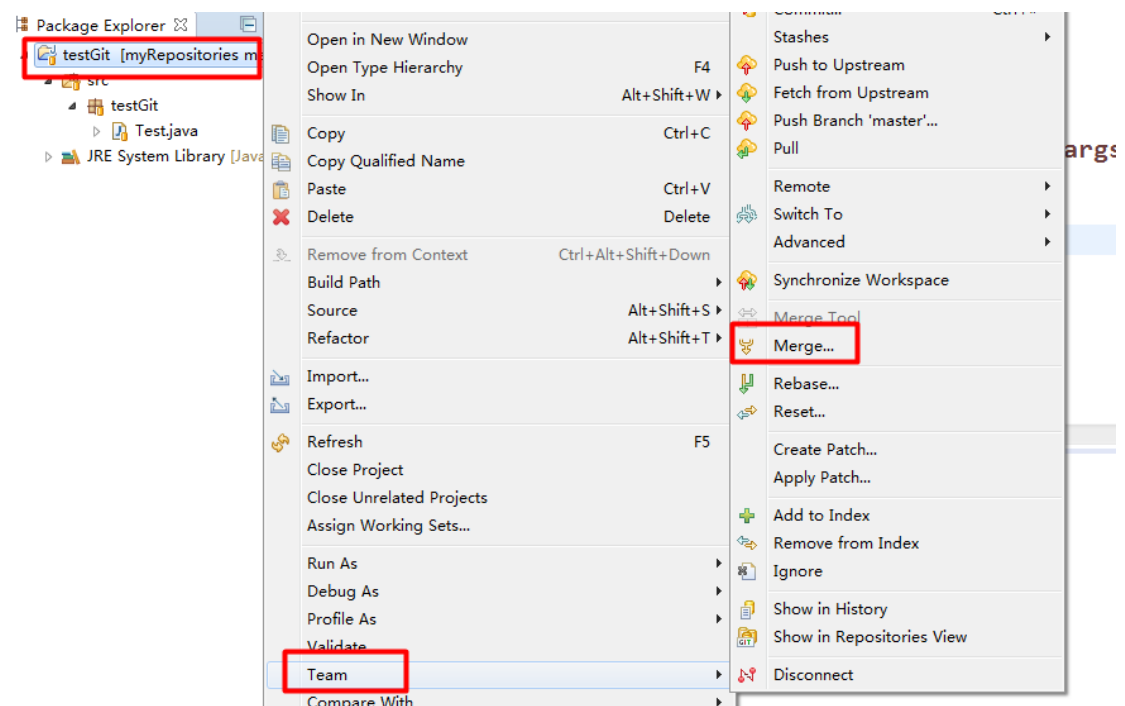 Package Explorer
testGit [myRepositories
src
testGit
Test.java
JRE System Library [Java
Open in New Window
Open Type Hierarchy F4
Show In Alt+Shift+W
Copy Ctrl+C
Copy Qualified Name
Paste Ctrl+V
Delete Delete
Remove from Context Ctrl+Alt+Shift+Down
Build Path
Source Alt+Shift+S
Refactor Alt+Shift+T
Import...
Export...
Refresh F5
Close Project
Close Unrelated Projects
Assign Working Sets...
Run As
Debug As
Profile As
Validate
Team
Compare With
Stashes
Push to Upstream
Fetch from Upstream
Push Branch 'master'...
Pull
Remote
Switch To
Advanced
Synchronize Workspace
Merge Tool
Merge...
Rebase...
Reset...
Create Patch...
Apply Patch...
Add to Index
Remove from Index
Ignore
Show in History
GIT Show in Repositories View
Disconnect
args